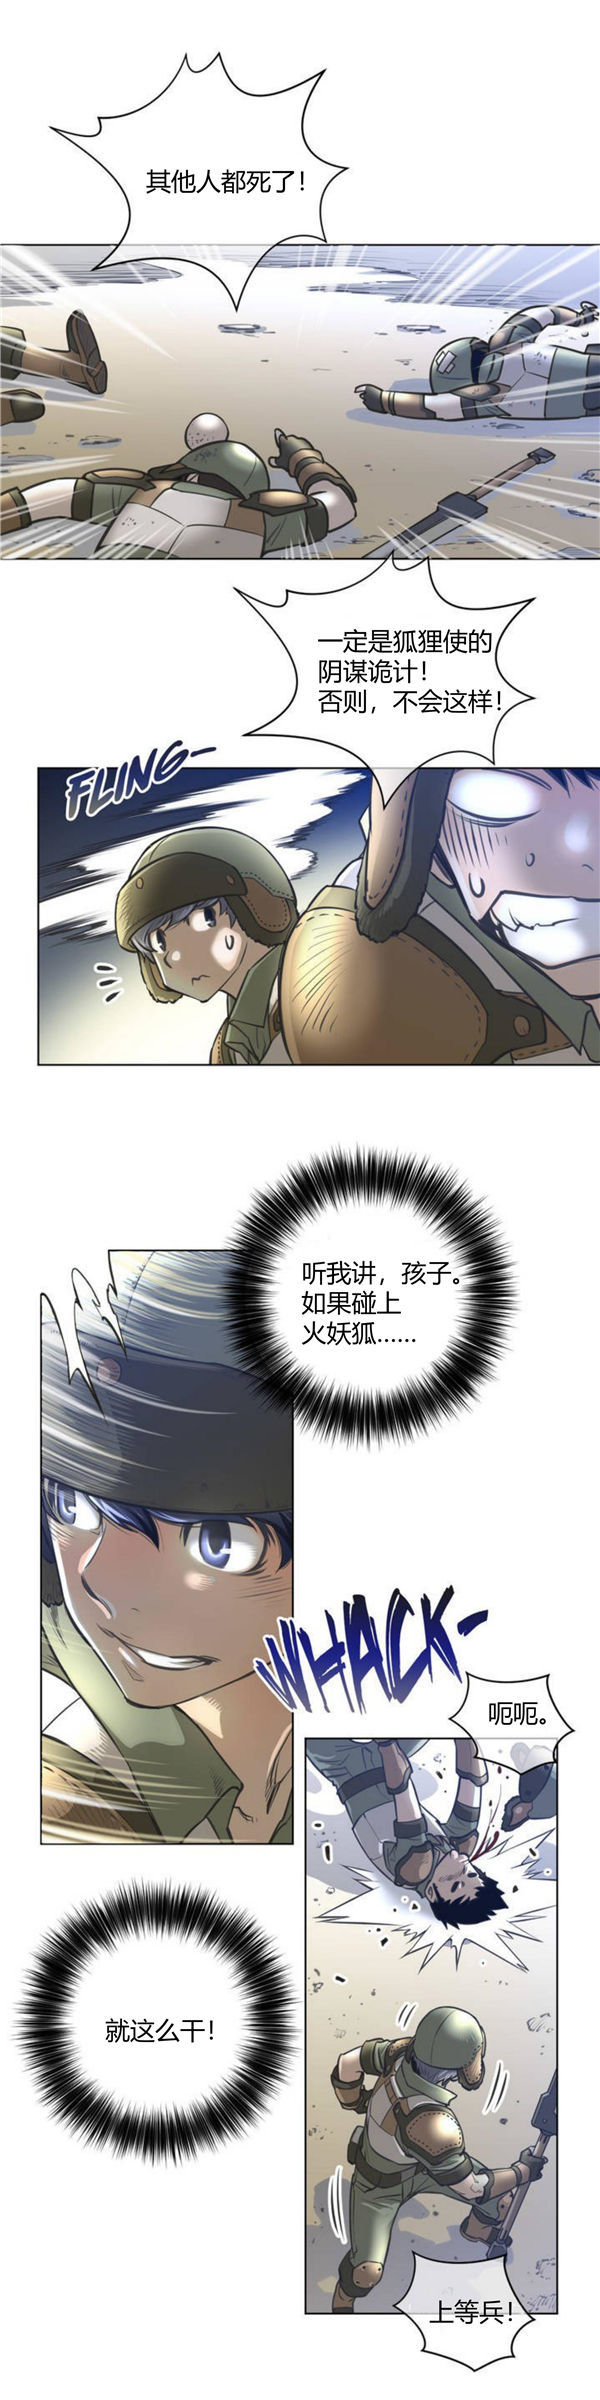 其他人都死了！
一定是狐狸使的
阴谋诡计！
否则，不会这样！
FLING-
听我讲，孩子。
如果碰上
火妖狐……
WHACK-
呃呃。
就这么干！
上等兵！